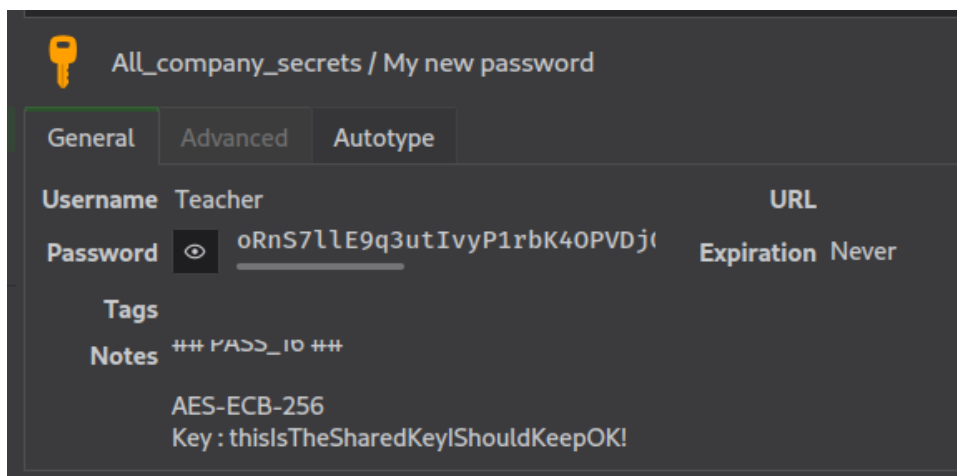 All_company_secrets / My new password
General Advanced Autotype
Username Teacher URL
Password oRnS7llE9q3utIvyP1rbK4OPVDj
Expiration Never
Tags
Notes ## PASS_16 ##
AES-ECB-256
Key : thisIsTheSharedKeyIShouldKeepOK!